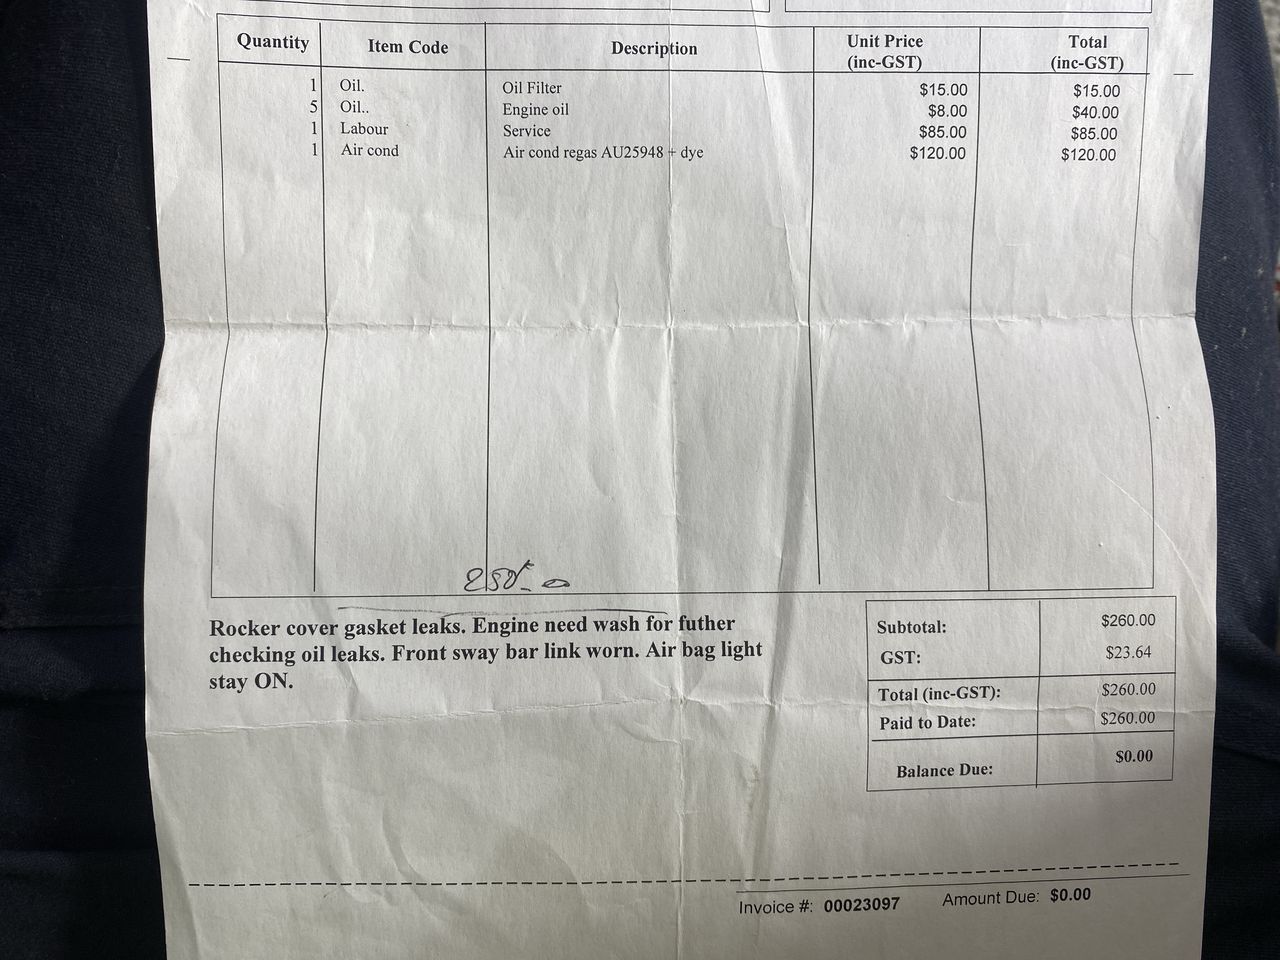 Quantity Item Code Description Unit Price (inc-GST) Total (inc-GST)
1 Oil. Oil Filter $15.00 $15.00
5 Oil.. Engine oil $8.00 $40.00
1 Labour Service $85.00 $85.00
1 Air cond Air cond regas AU25948 + dye $120.00 $120.00
Rocker cover gasket leaks. Engine need wash for futher
checking oil leaks. Front sway bar link worn. Air bag light
stay ON.
Subtotal: $260.00
GST: $23.64
Total (inc-GST): $260.00
Paid to Date: $260.00
Balance Due: $0.00
Invoice #: 00023097 Amount Due: $0.00